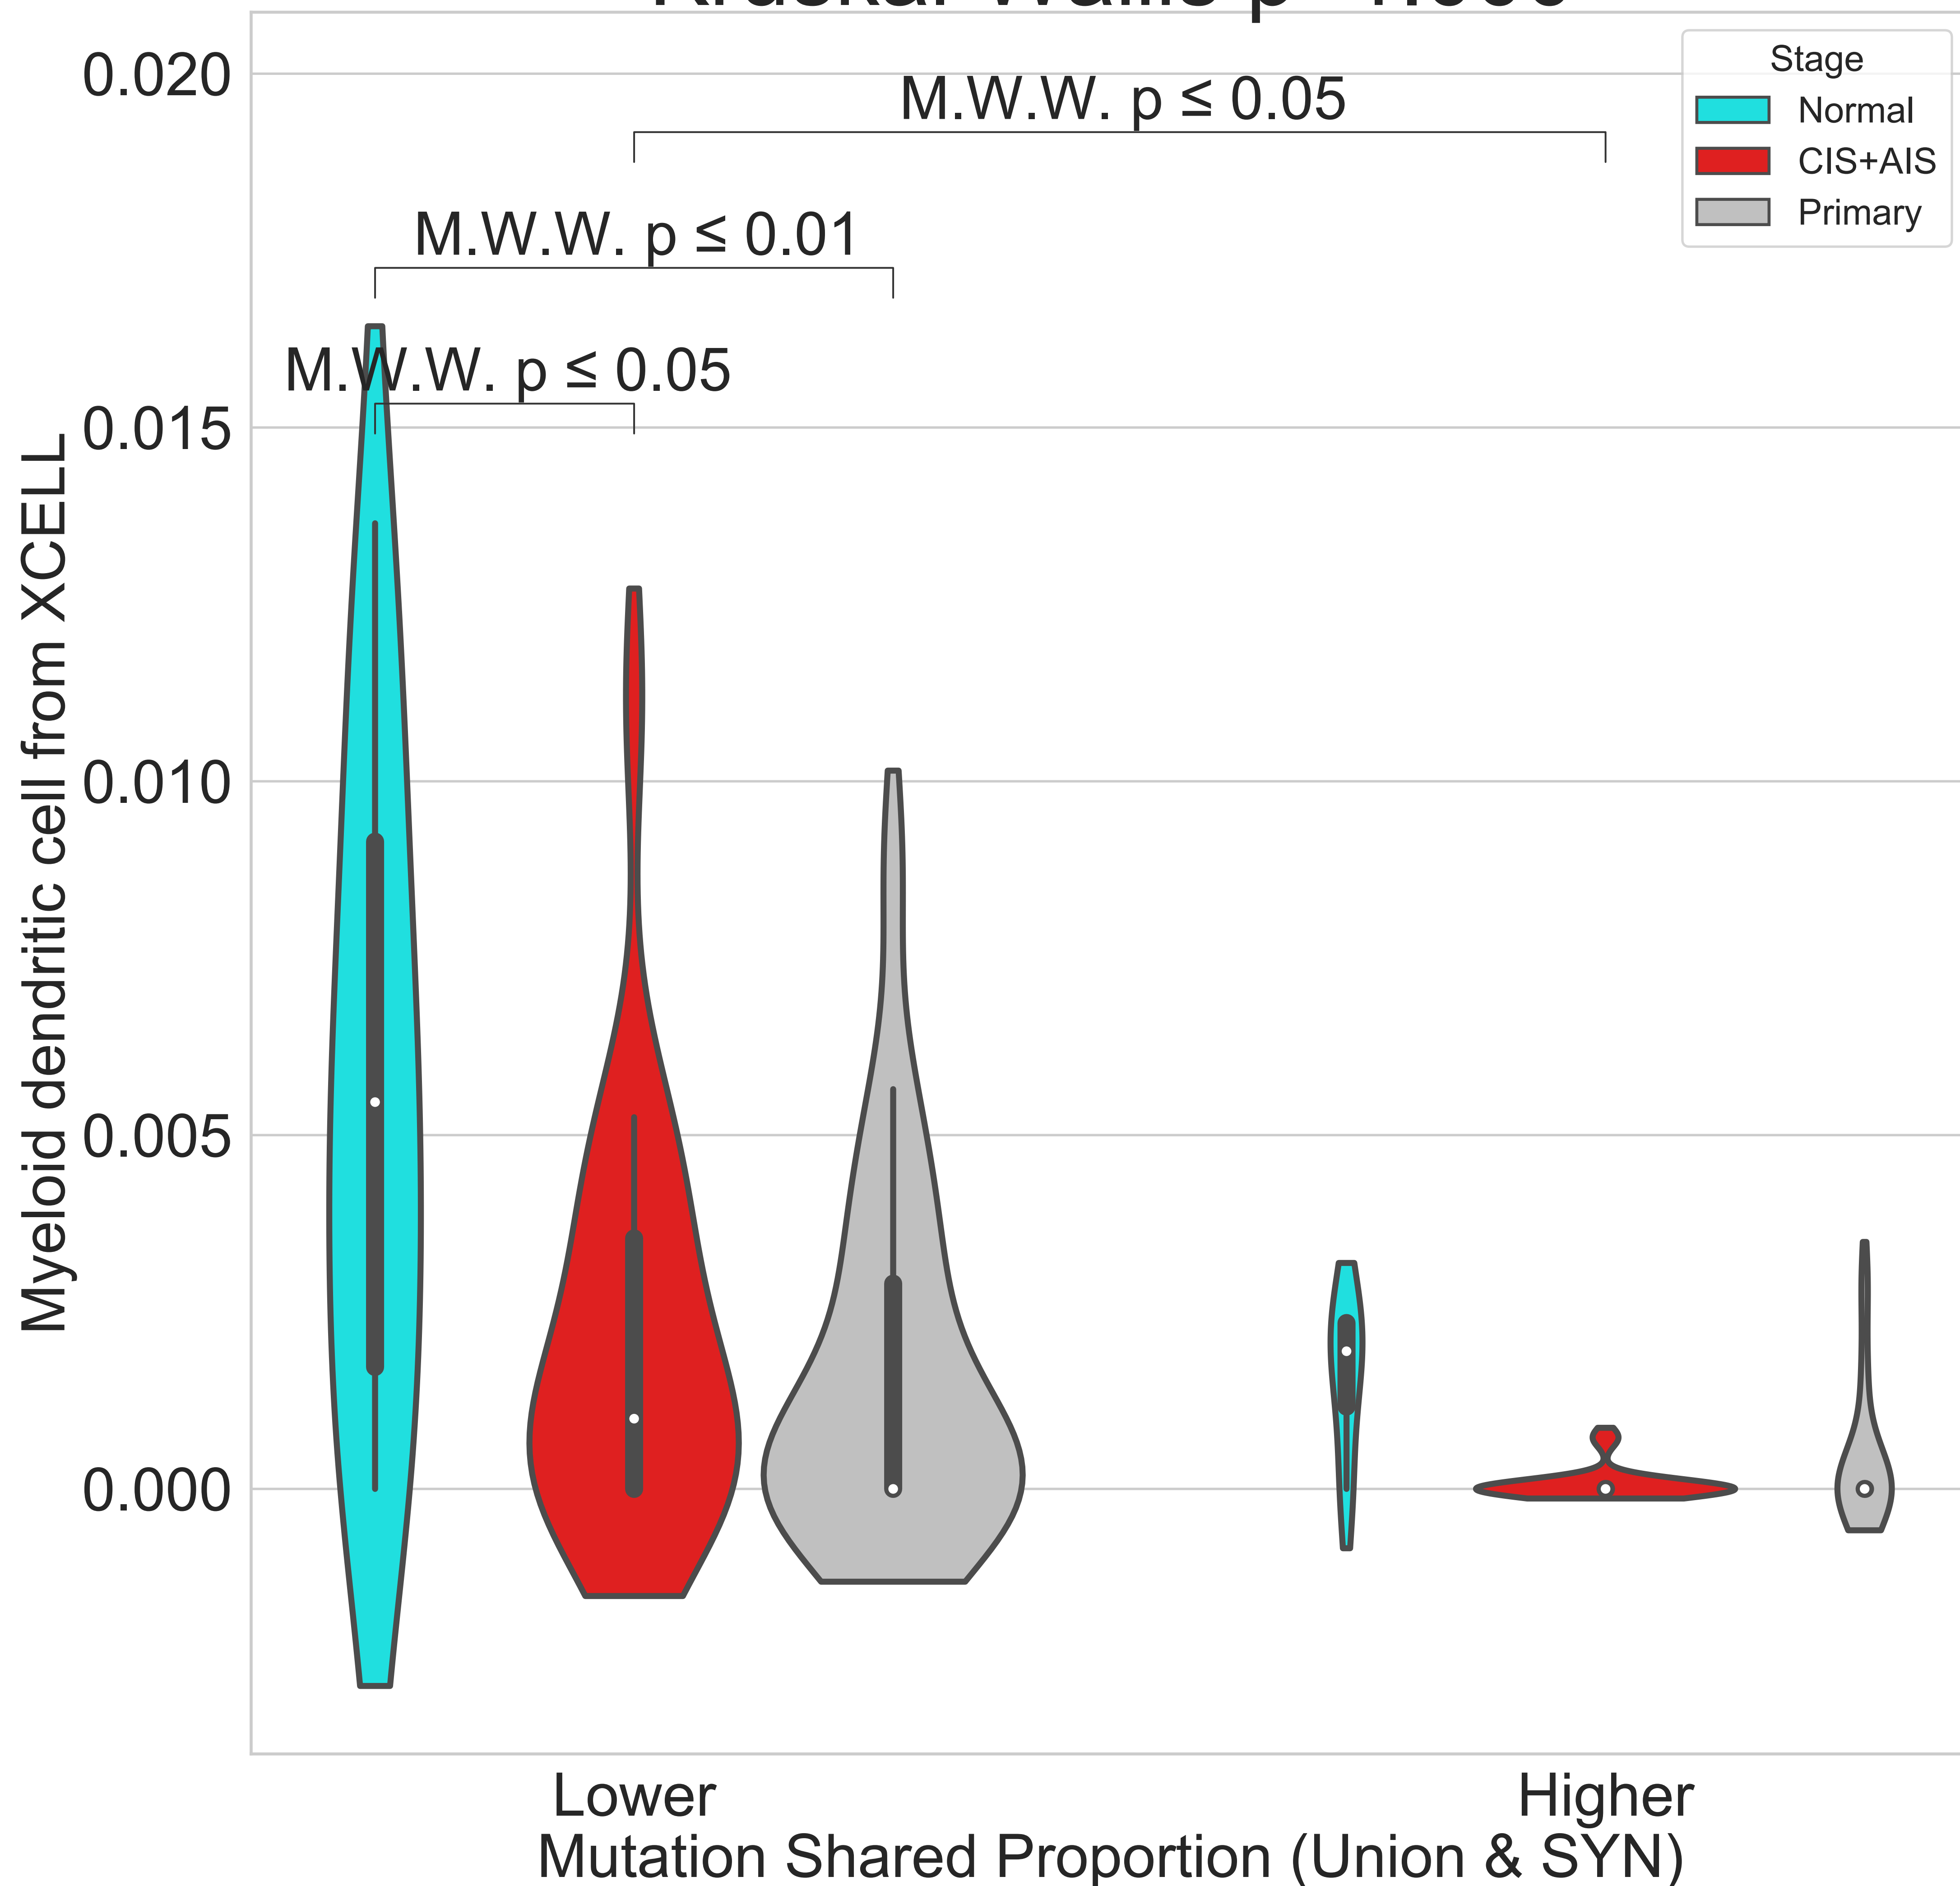 Stage
Normal
CIS+AIS
Primary
M.W.W. p ≤ 0.05
M.W.W. p ≤ 0.01
M.W.W. p ≤ 0.05
0.020
0.015
0.010
0.005
0.000
Myeloid dendritic cell from XCELL
Lower
Higher
Mutation Shared Proportion (Union & SYN)